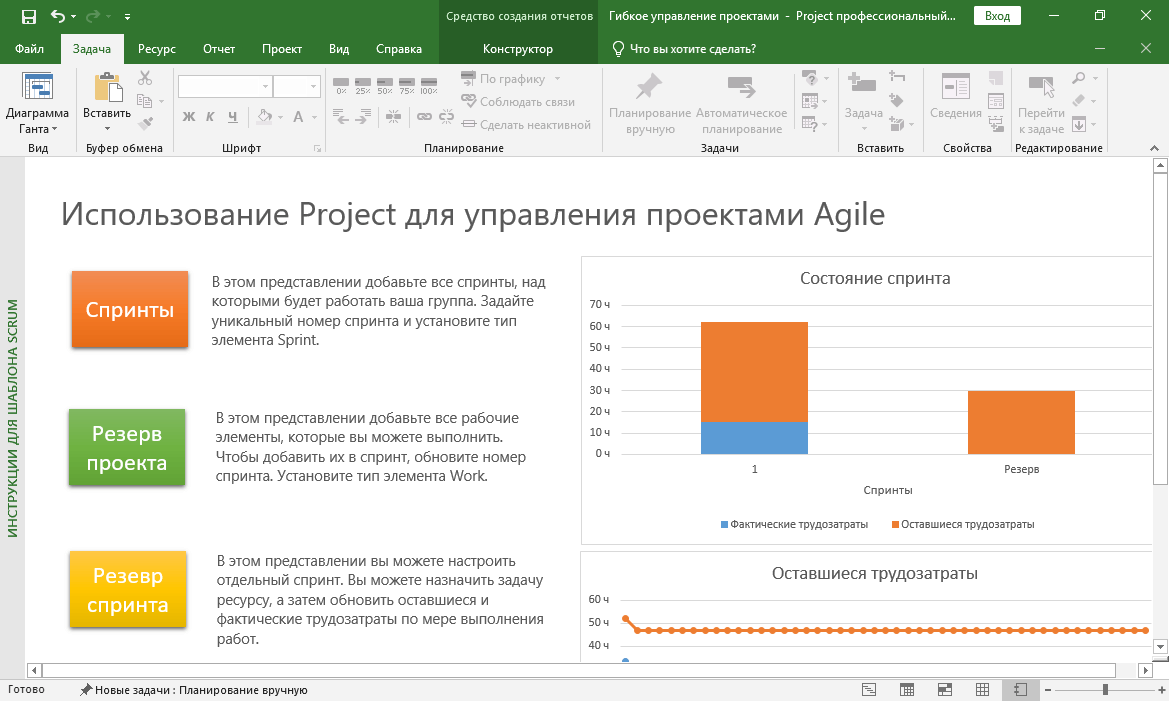 Средство создания отчетов
Гибкое управление проектами - Project профессиональный...
Вход
Файл
Задача
Ресурс
Отчет
Проект
Вид
Справка
Конструктор
Что вы хотите сделать?
Диаграмма
Ганта
Вид
Вставить
Буфер обмена
Ж К Ч А
Шрифт
0% 25% 50% 75% 100%
По графику
Соблюдать связи
Сделать неактивной
Планирование
Планирование
вручную
Автоматическое
планирование
Задачи
Задача
Вставить
Сведения
Свойства
Перейти
к задаче
Редактирование
ИНСТРУКЦИИ ДЛЯ ШАБЛОНА SCRUM
Использование Project для управления проектами Agile
Спринты
В этом представлении добавьте все спринты, над
которыми будет работать ваша группа. Задайте
уникальный номер спринта и установите тип
элемента Sprint.
Резерв
проекта
В этом представлении добавьте все рабочие
элементы, которые вы можете выполнить.
Чтобы добавить их в спринт, обновите номер
спринта. Установите тип элемента Work.
Резевр
спринта
В этом представлении вы можете настроить
отдельный спринт. Вы можете назначить задачу
ресурсу, а затем обновить оставшиеся и
фактические трудозатраты по мере выполнения
работ.
Состояние спринта
70 ч
60 ч
50 ч
40 ч
30 ч
20 ч
10 ч
0 ч
1
Резерв
Спринты
Фактические трудозатраты
Оставшиеся трудозатраты
Оставшиеся трудозатраты
60 ч
50 ч
40 ч
Готово
Новые задачи : Планирование вручную